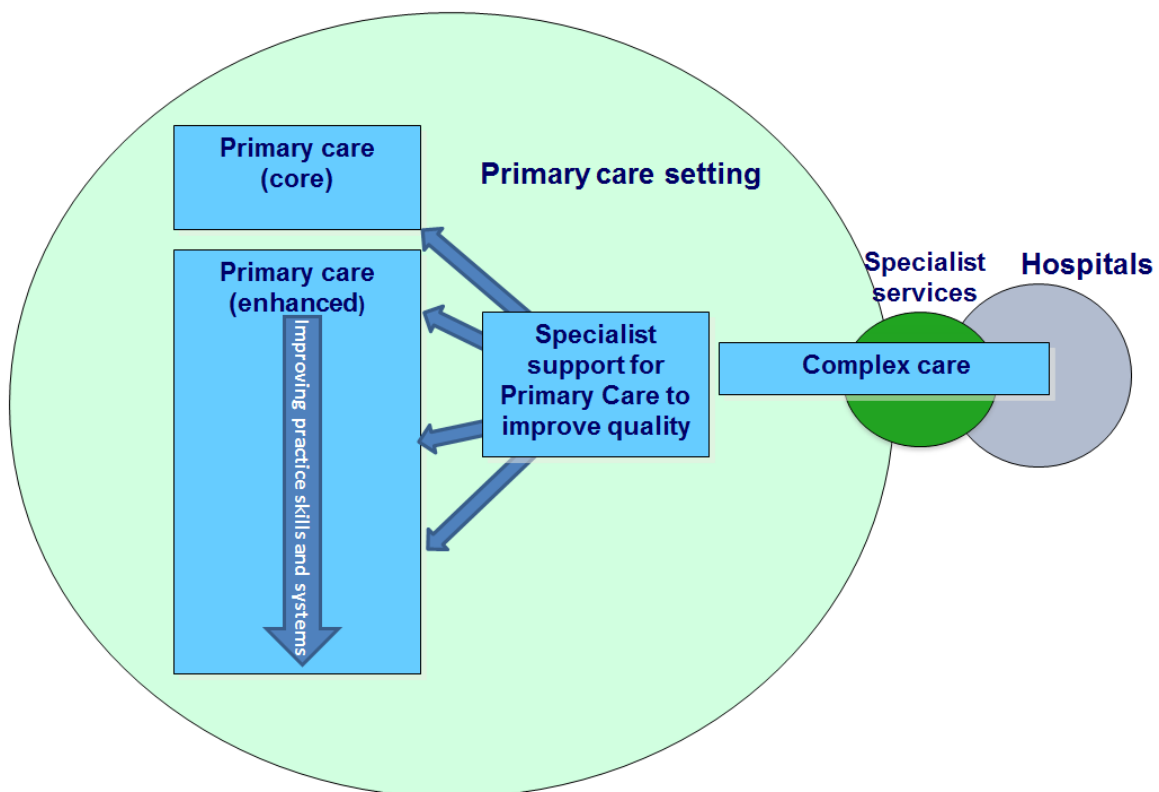 Primary care
(core)
Primary care setting
Primary care
(enhanced)
Improving practice skills and systems
Specialist
support for
Primary Care to
improve quality
Specialist
services
Hospitals
Complex care